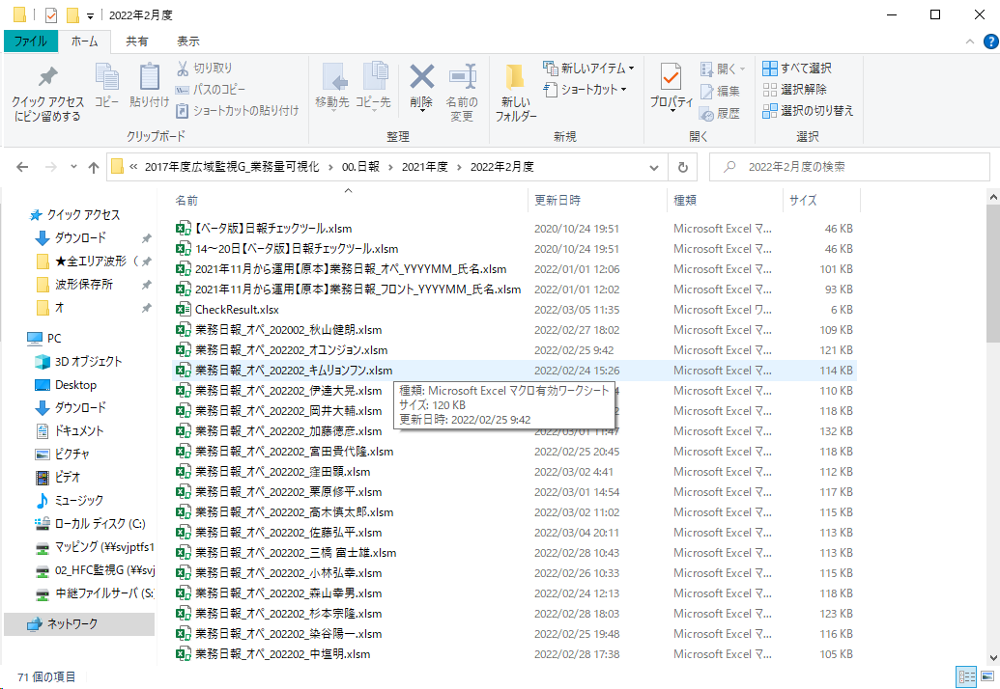 2022年2月度
ファイル ホーム 共有 表示
クイック アクセス
にピン留めする
コピー
貼り付け
切り取り
パスのコピー
ショートカットの貼り付け
クリップボード
移動先 コピー先 削除 名前の
変更
整理
新しい
フォルダー
新しいアイテム
ショートカット
新規
プロパティ
開く
編集
履歴
開く
すべて選択
選択解除
選択の切り替え
選択
« 2017年度広域監視G_業務量可視化 › 00.日報 › 2021年度 › 2022年2月度
2022年2月度の検索
クイック アクセス
ダウンロード
★全エリア波形 (
波形保存所
オ
PC
3D オブジェクト
Desktop
ダウンロード
ドキュメント
ピクチャ
ビデオ
ミュージック
ローカル ディスク (C:)
マッピング (¥¥svjptfs1
02_HFC監視G (¥¥svj
中継ファイルサーバ (S:
ネットワーク
名前 更新日時 種類 サイズ
【ベータ版】日報チェックツール.xlsm 2020/10/24 19:51 Microsoft Excel マ... 46 KB
14～20日【ベータ版】日報チェックツール.xlsm 2020/10/24 19:51 Microsoft Excel マ... 46 KB
2021年11月から運用【原本】業務日報_オペ_YYYYMM_氏名.xlsm 2022/01/01 12:06 Microsoft Excel マ... 101 KB
2021年11月から運用【原本】業務日報_フロント_YYYYMM_氏名.xlsm 2022/01/01 12:02 Microsoft Excel マ... 93 KB
CheckResult.xlsx 2022/03/05 11:35 Microsoft Excel ワ... 6 KB
業務日報_オペ_202002_秋山健朗.xlsm 2022/02/27 18:02 Microsoft Excel マ... 109 KB
業務日報_オペ_202202_オユンジョン.xlsm 2022/02/25 9:42 Microsoft Excel マ... 121 KB
業務日報_オペ_202202_キムリョンフン.xlsm 2022/02/24 15:26 Microsoft Excel マ... 114 KB
業務日報_オペ_202202_伊達大晃.xlsm 4 Microsoft Excel マ... 110 KB
業務日報_オペ_202202_岡井大輔.xlsm 2 Microsoft Excel マ... 118 KB
業務日報_オペ_202202_加藤徳彦.xlsm 2022/03/01 11:47 Microsoft Excel マ... 132 KB
業務日報_オペ_202202_宮田貴代隆.xlsm 2022/02/25 20:45 Microsoft Excel マ... 118 KB
業務日報_オペ_202202_窪田顕.xlsm 2022/03/02 4:41 Microsoft Excel マ... 112 KB
業務日報_オペ_202202_栗原修平.xlsm 2022/03/01 14:54 Microsoft Excel マ... 117 KB
業務日報_オペ_202202_高木慎太郎.xlsm 2022/03/02 11:02 Microsoft Excel マ... 115 KB
業務日報_オペ_202202_佐藤弘平.xlsm 2022/03/04 20:11 Microsoft Excel マ... 113 KB
業務日報_オペ_202202_三橋 富士雄.xlsm 2022/02/28 10:43 Microsoft Excel マ... 113 KB
業務日報_オペ_202202_小林弘幸.xlsm 2022/02/26 10:33 Microsoft Excel マ... 115 KB
業務日報_オペ_202202_森山幸男.xlsm 2022/02/24 12:13 Microsoft Excel マ... 118 KB
業務日報_オペ_202202_杉本宗隆.xlsm 2022/02/28 18:03 Microsoft Excel マ... 123 KB
業務日報_オペ_202202_染谷陽一.xlsm 2022/02/25 19:48 Microsoft Excel マ... 116 KB
業務日報_オペ_202202_中塩明.xlsm 2022/02/28 17:38 Microsoft Excel マ... 105 KB
種類: Microsoft Excel マクロ有効ワークシート
サイズ: 120 KB
更新日時: 2022/02/25 9:42
71 個の項目